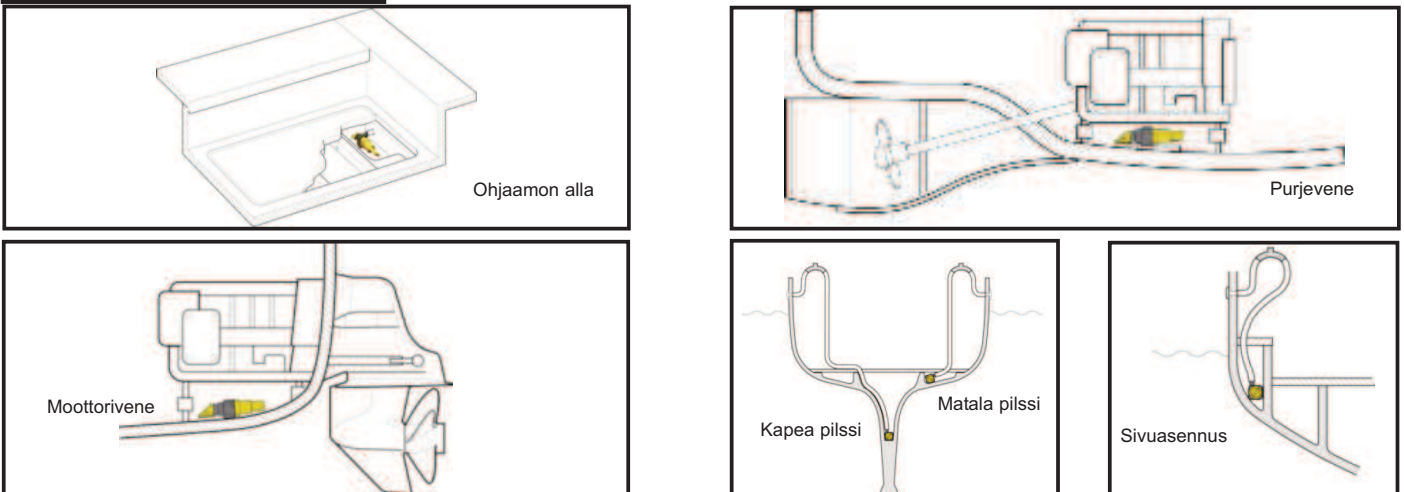 Ohjaamon alla
Purjevene
Moottorivene
Kapea pilssi
Matala pilssi
Sivuasennus